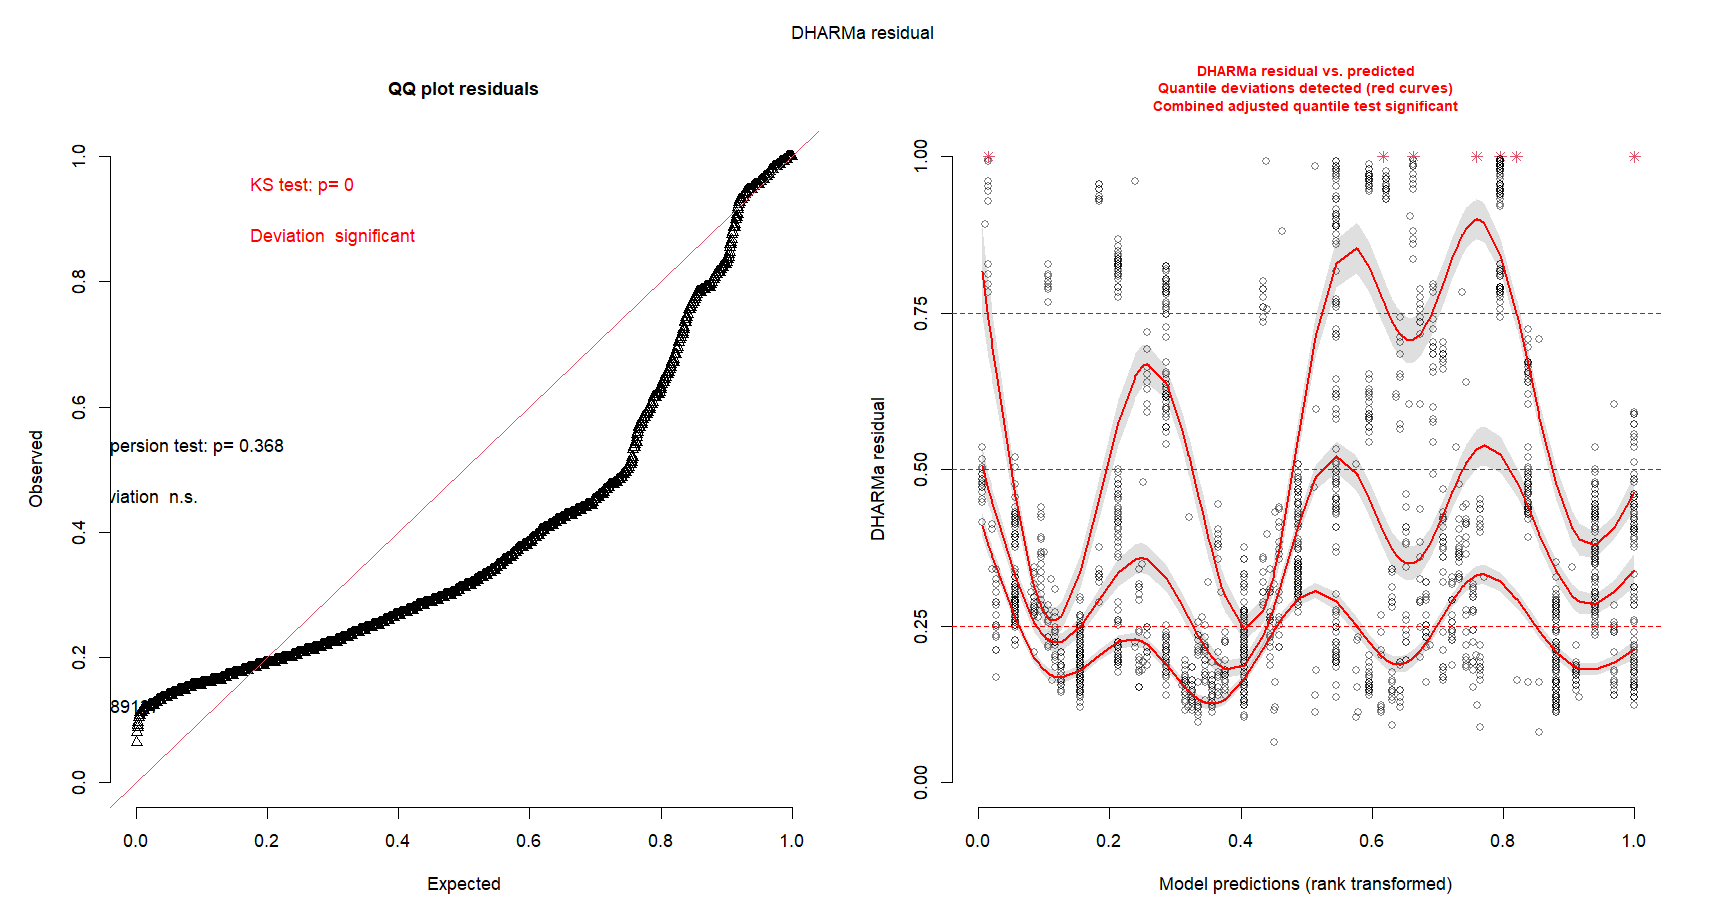 DHARMa residual
QQ plot residuals
KS test: p= 0
Deviation significant
persion test: p= 0.368
viation n.s.
Observed
1.0
0.8
0.6
0.4
0.2
0.0
0.0 0.2 0.4 0.6 0.8 1.0
Expected
DHARMa residual vs. predicted
Quantile deviations detected (red curves)
Combined adjusted quantile test significant
DHARMa residual
1.00
0.75
0.50
0.25
0.00
0.0 0.2 0.4 0.6 0.8 1.0
Model predictions (rank transformed)